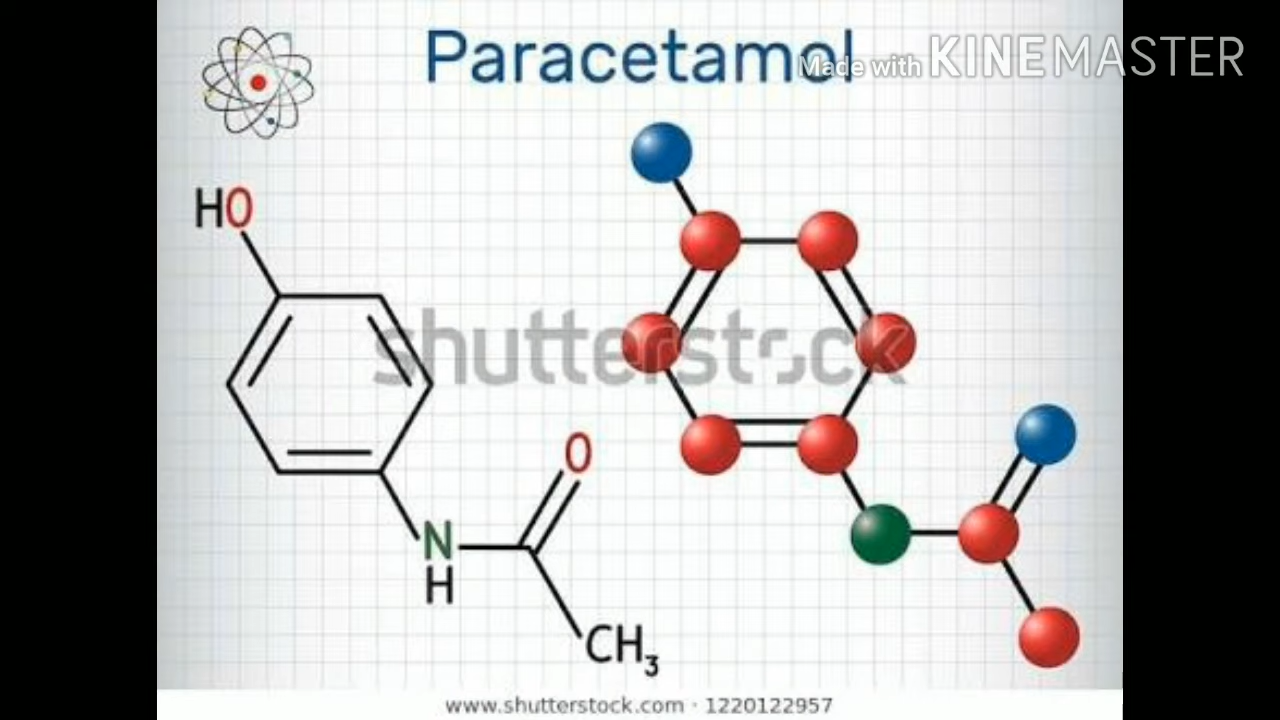 Paracetamol
Made with KINEMASTER
HO
shutterstock
O
N
H
CH3
www.shutterstock.com · 1220122957